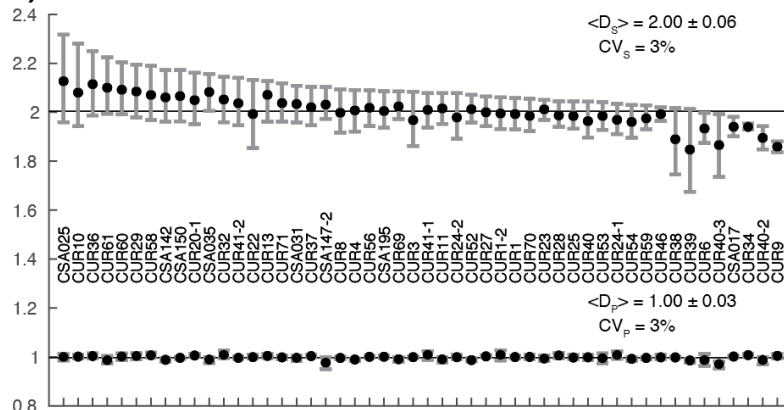 2.4
<D_S> = 2.00 ± 0.06
CV_S = 3%
2.2
2
1.8
1.6
CSA025
CUR10
CUR36
CUR61
CUR60
CUR29
CUR58
CSA142
CSA150
CUR20-1
CSA035
CUR32
CUR41-2
CUR22
CUR13
CUR71
CSA031
CUR37
CSA147-2
CUR8
CUR4
CUR56
CSA195
CUR69
CUR3
CUR41-1
CUR11
CUR24-2
CUR52
CUR27
CUR1-2
CUR1
CUR70
CUR23
CUR28
CUR25
CUR40
CUR53
CUR24-1
CUR54
CUR59
CUR46
CUR38
CUR39
CUR6
CUR40-3
CSA017
CUR34
CUR40-2
CUR9
1.4
1.2
<D_P> = 1.00 ± 0.03
CV_P = 3%
1
0.8